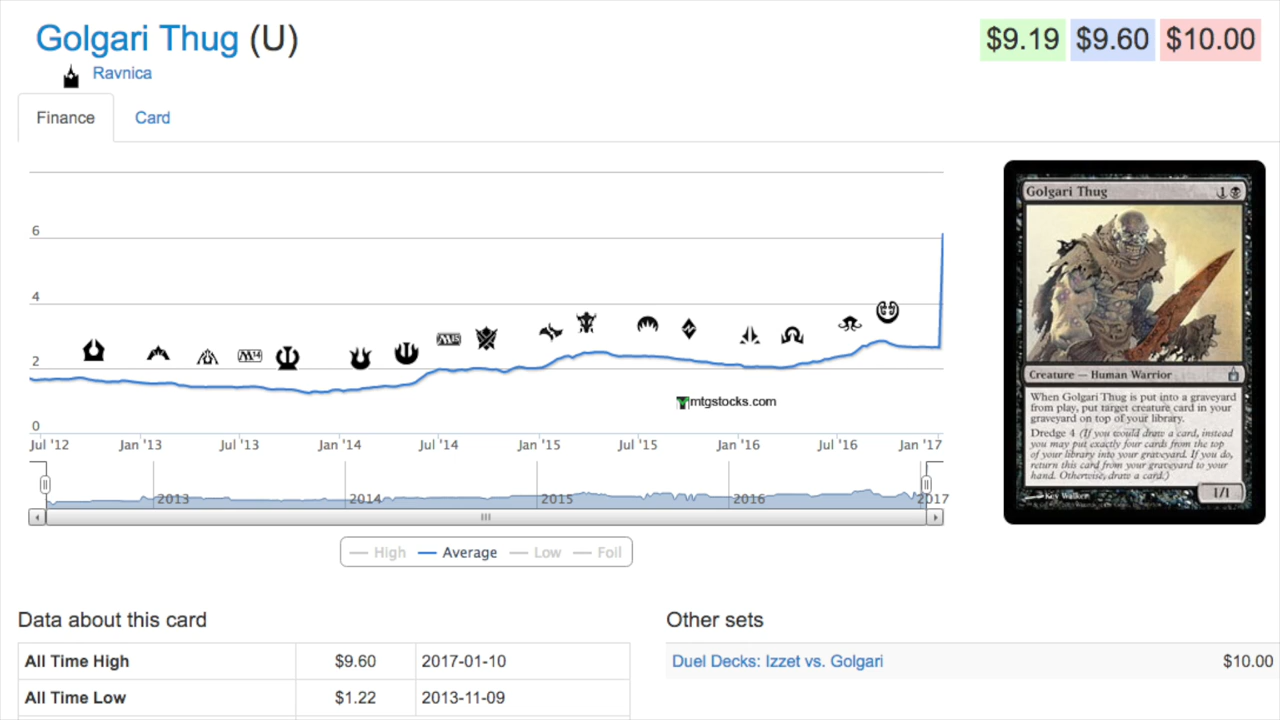 Golgari Thug (U)
$9.19 $9.60 $10.00
Ravnica
Finance Card
6
4
2
0
M14
M15
mtgstocks.com
Jul '12 Jan '13 Jul '13 Jan '14 Jul '14 Jan '15 Jul '15 Jan '16 Jul '16 Jan '17
2013 2014 2015 2016 2017
High Average Low Foil
Golgari Thug 1
Creature — Human Warrior
When Golgari Thug is put into a graveyard
from play, put target creature card in your
graveyard on top of your library.
Dredge 4 (If you would draw a card, instead
you may put exactly four cards from the top
of your library into your graveyard. If you do,
return this card from your graveyard to your
hand. Otherwise, draw a card.)
Kev Walker
1/1
Data about this card
All Time High $9.60 2017-01-10
All Time Low $1.22 2013-11-09
Other sets
Duel Decks: Izzet vs. Golgari $10.00